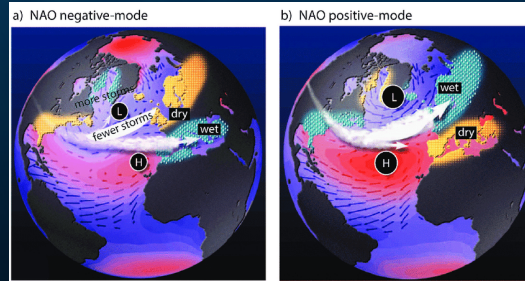 a) NAO negative-mode
more storms
L
fewer storms
dry
wet
H
b) NAO positive-mode
L
wet
dry
H